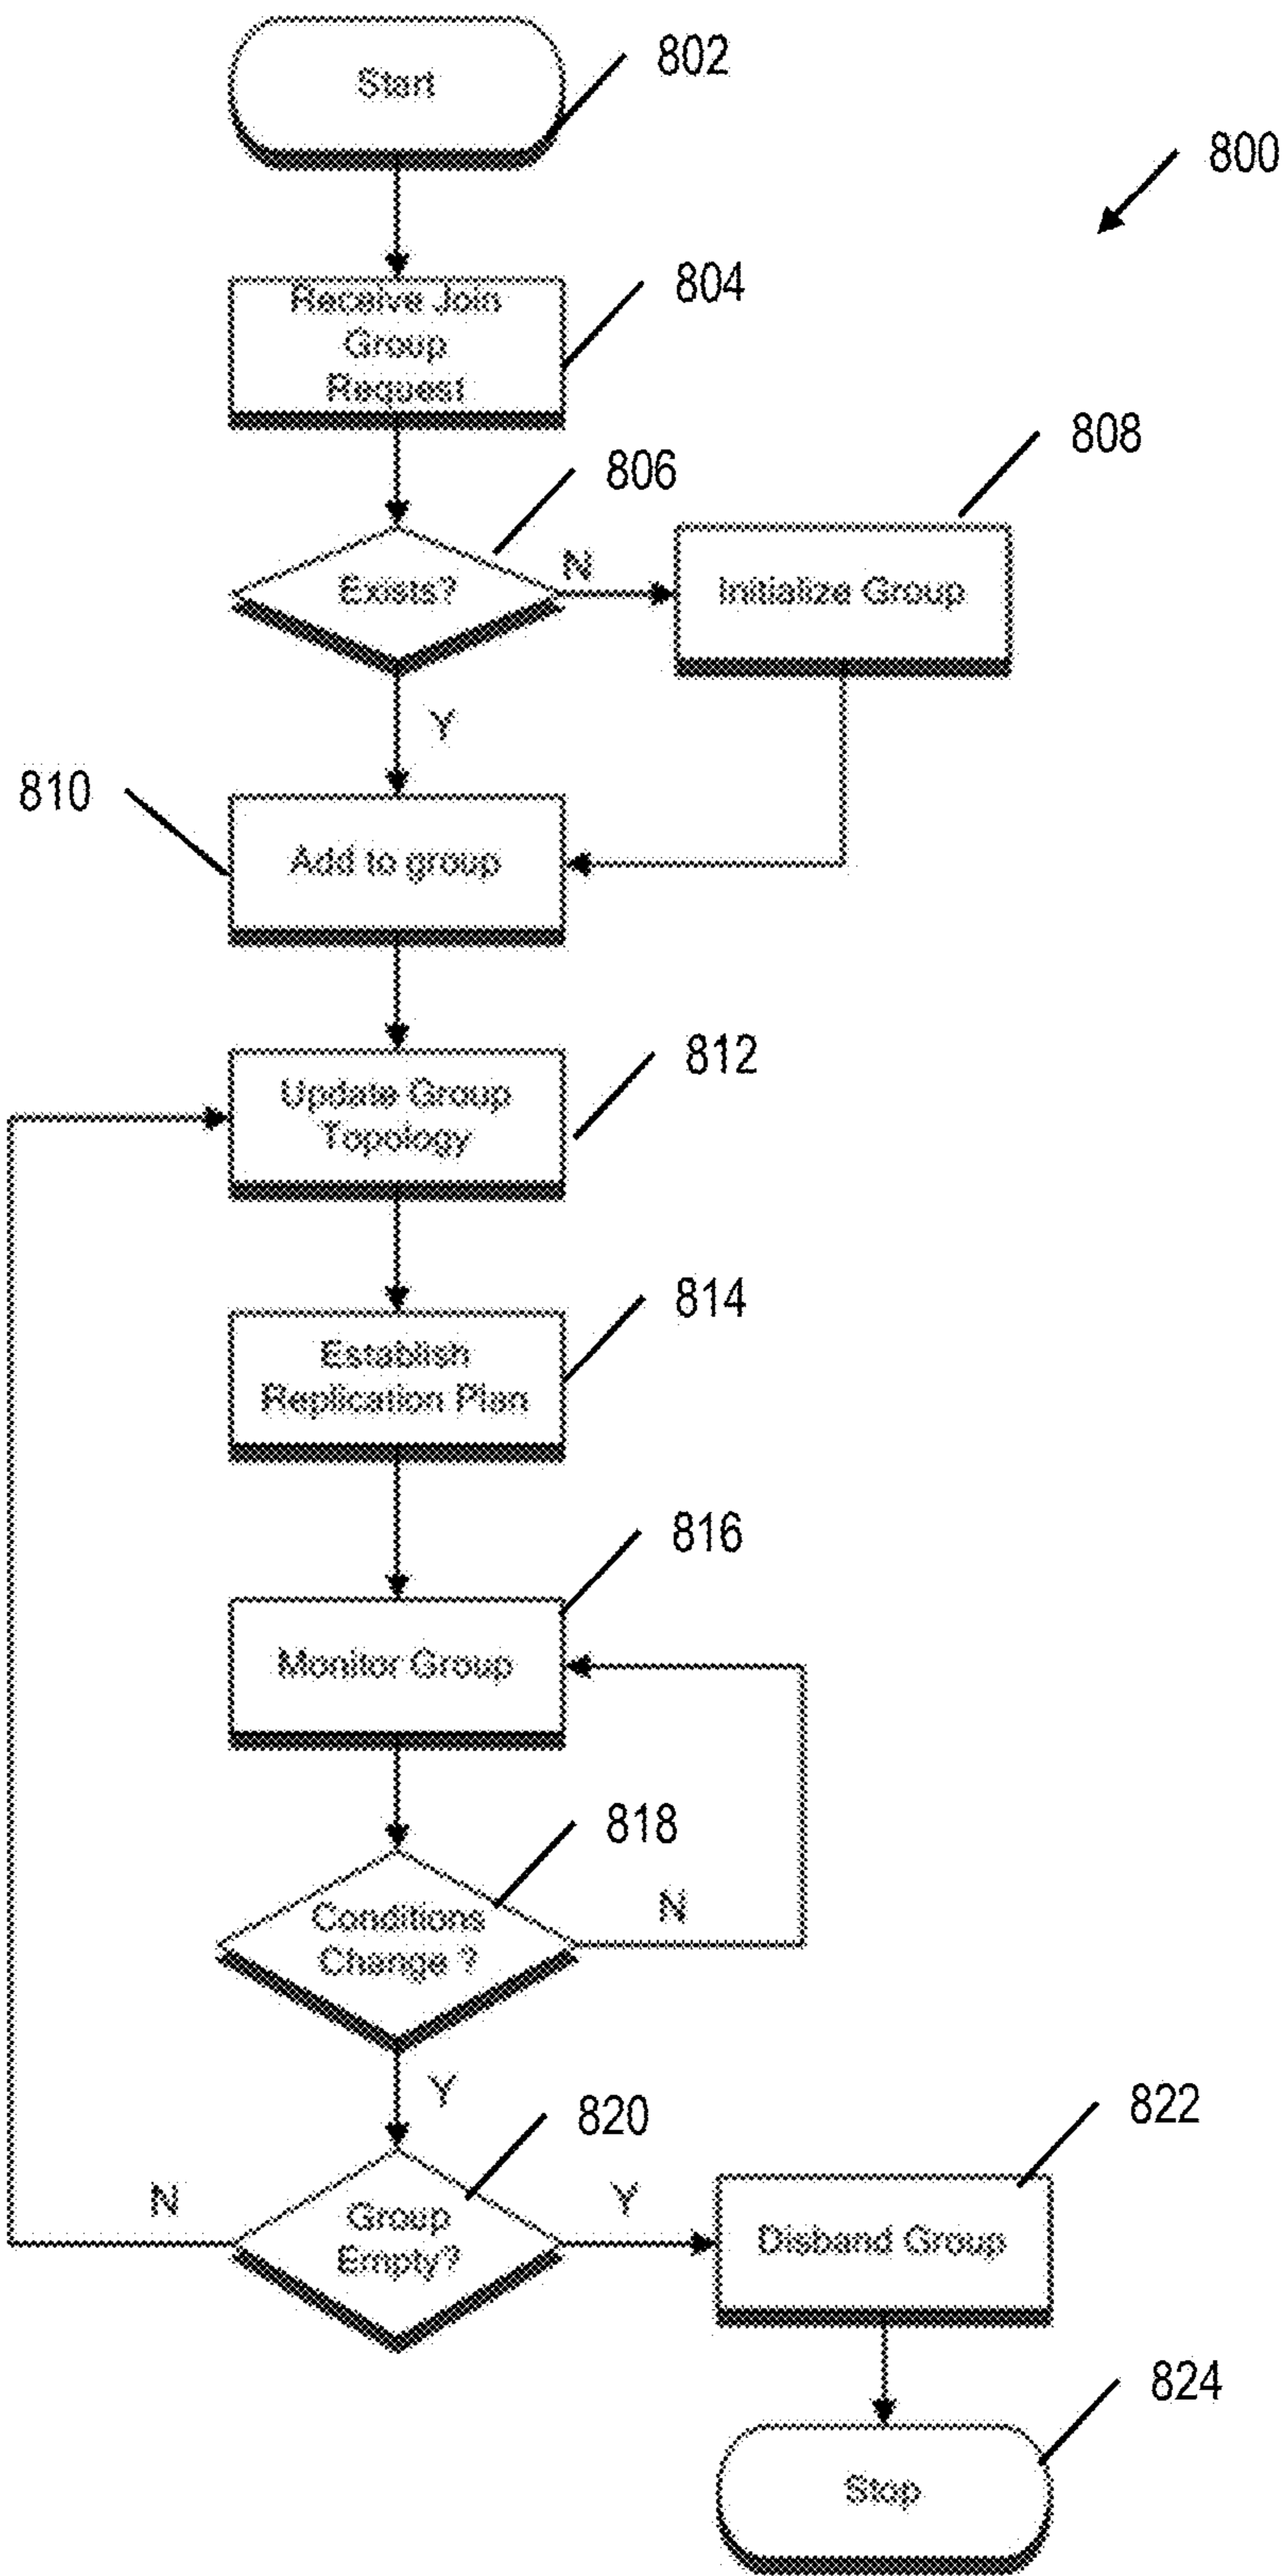 Start
802
800
Receive Join
Group
Request
804
806
808
Exists?
N
Initialize Group
Y
810
Add to group
812
Update Group
Topology
814
Establish
Replication Plan
816
Monitor Group
818
Conditions
Change ?
N
Y
820
822
N
Group
Empty?
Y
Disband Group
824
Stop